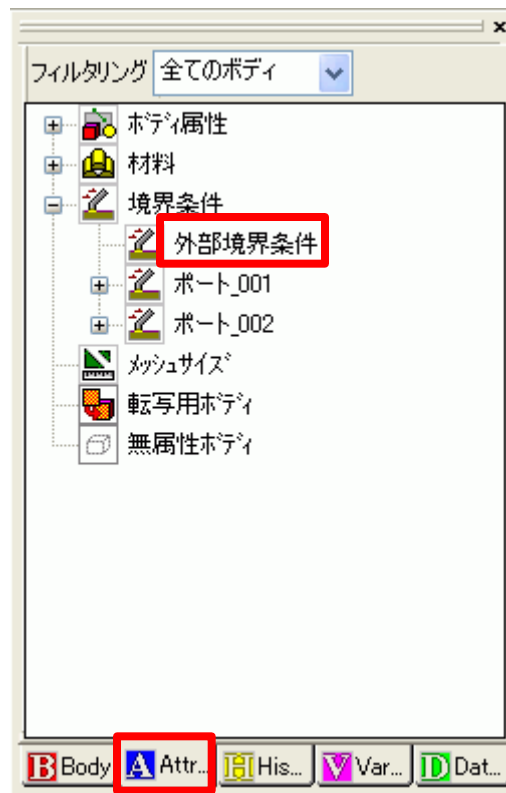 x
フィルタリング 全てのボディ
ﾎﾞﾃﾞｨ属性
材料
境界条件
外部境界条件
ポート_001
ポート_002
ﾒｯｼｭｻｲｽﾞ
転写用ﾎﾞﾃﾞｨ
無属性ﾎﾞﾃﾞｨ
B Body A Attr... H His... V Var... D Dat...